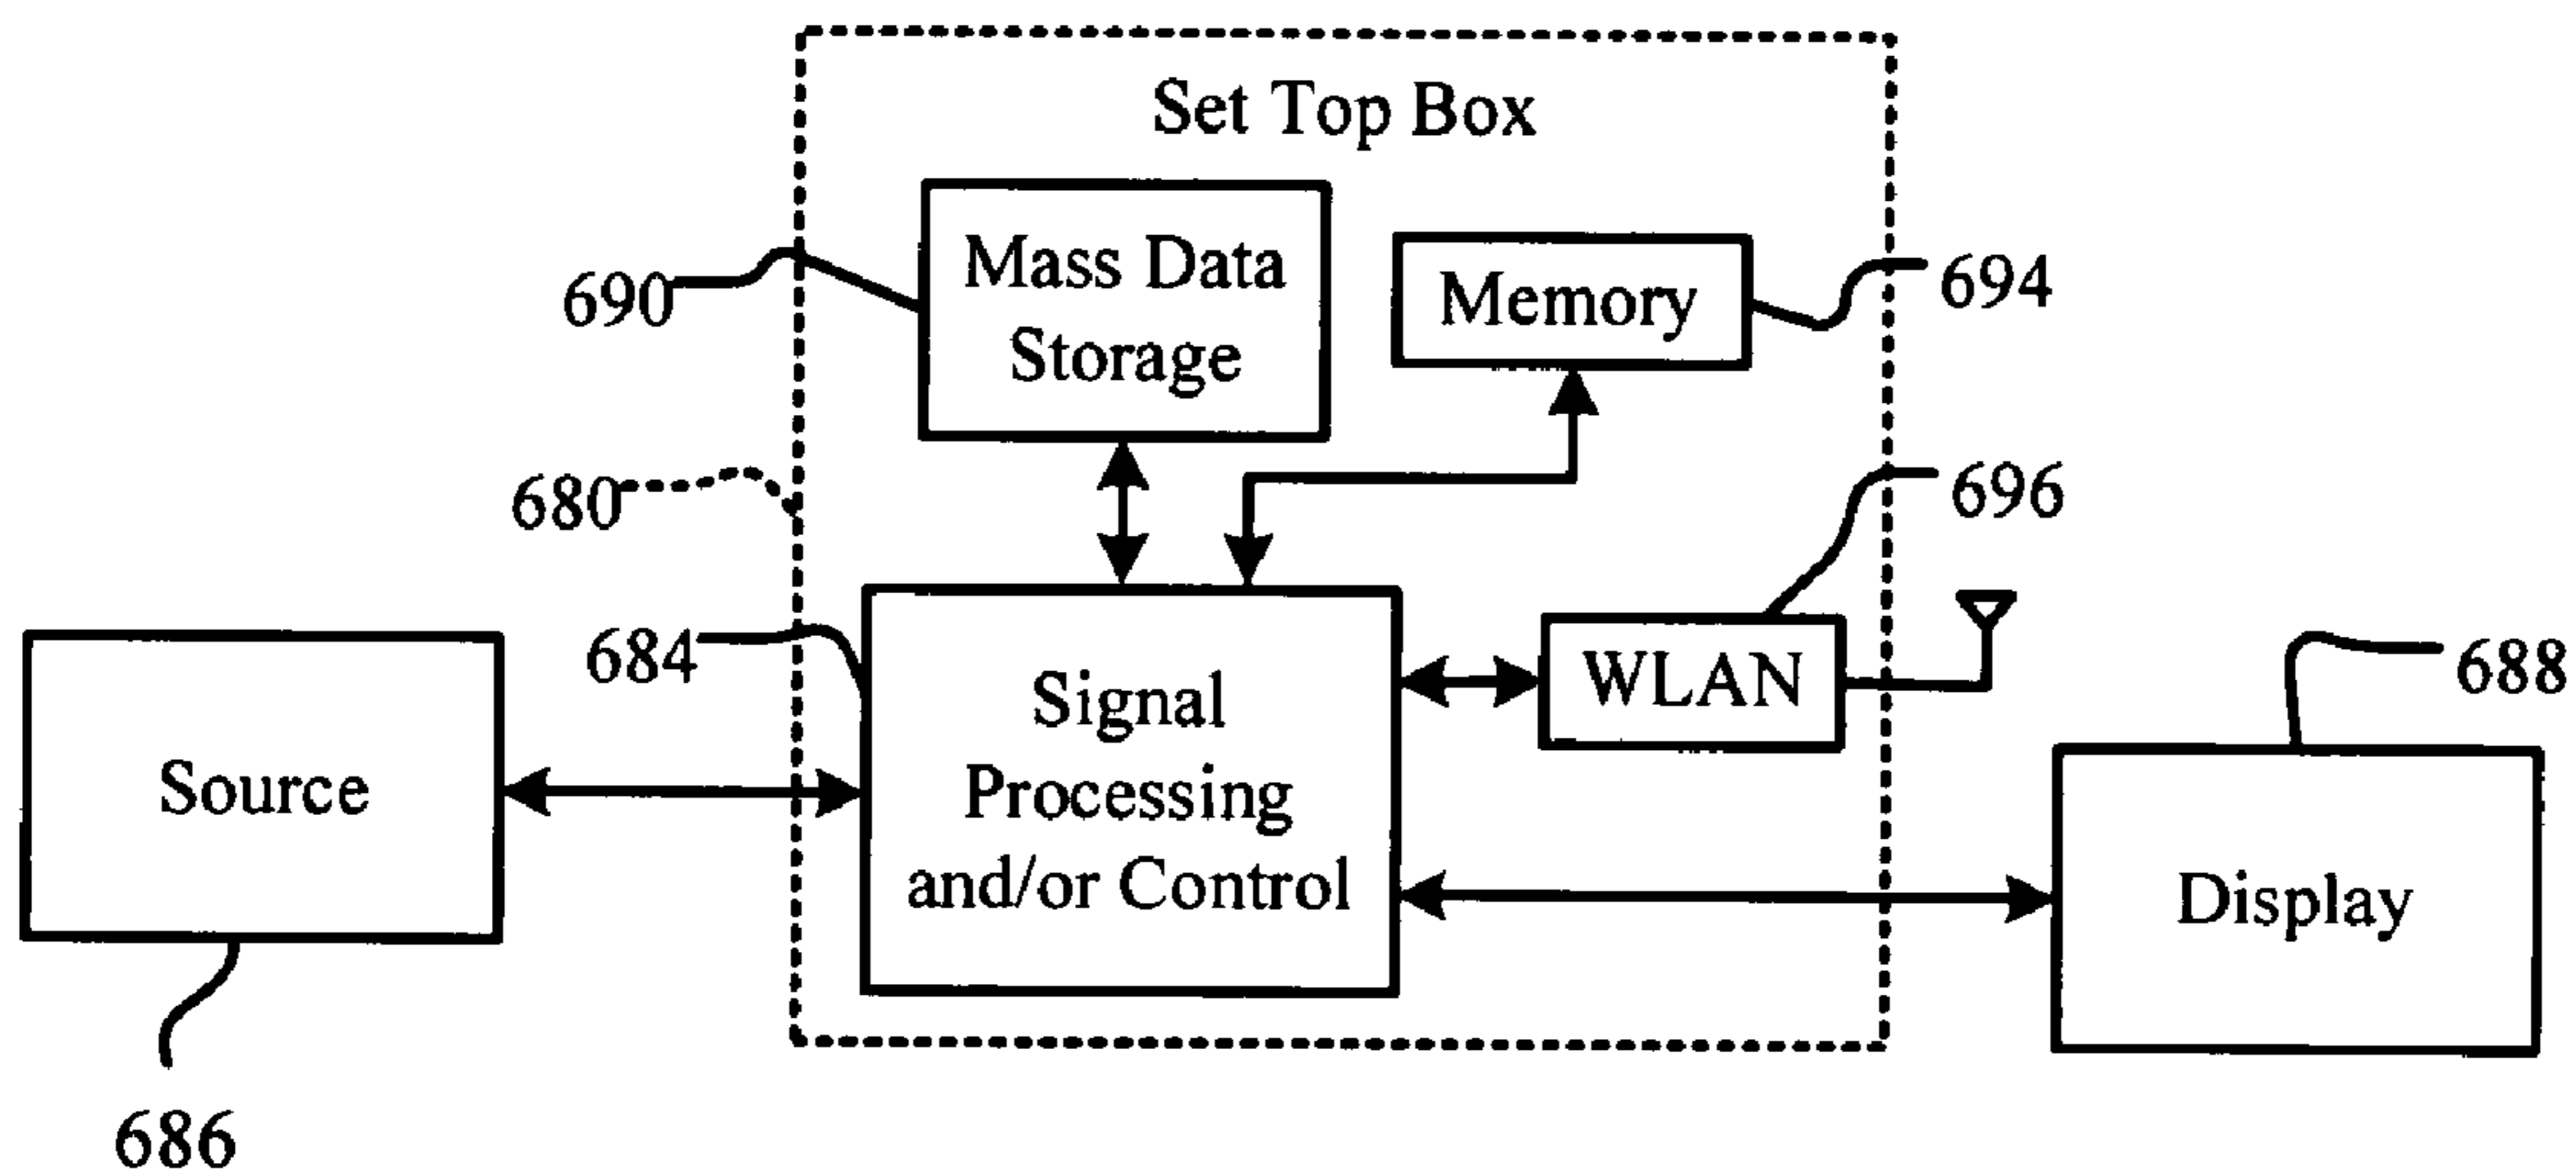 Set Top Box
690
Mass Data
Storage
Memory
694
680
696
684
Signal
Processing
and/or Control
WLAN
688
Source
Display
686